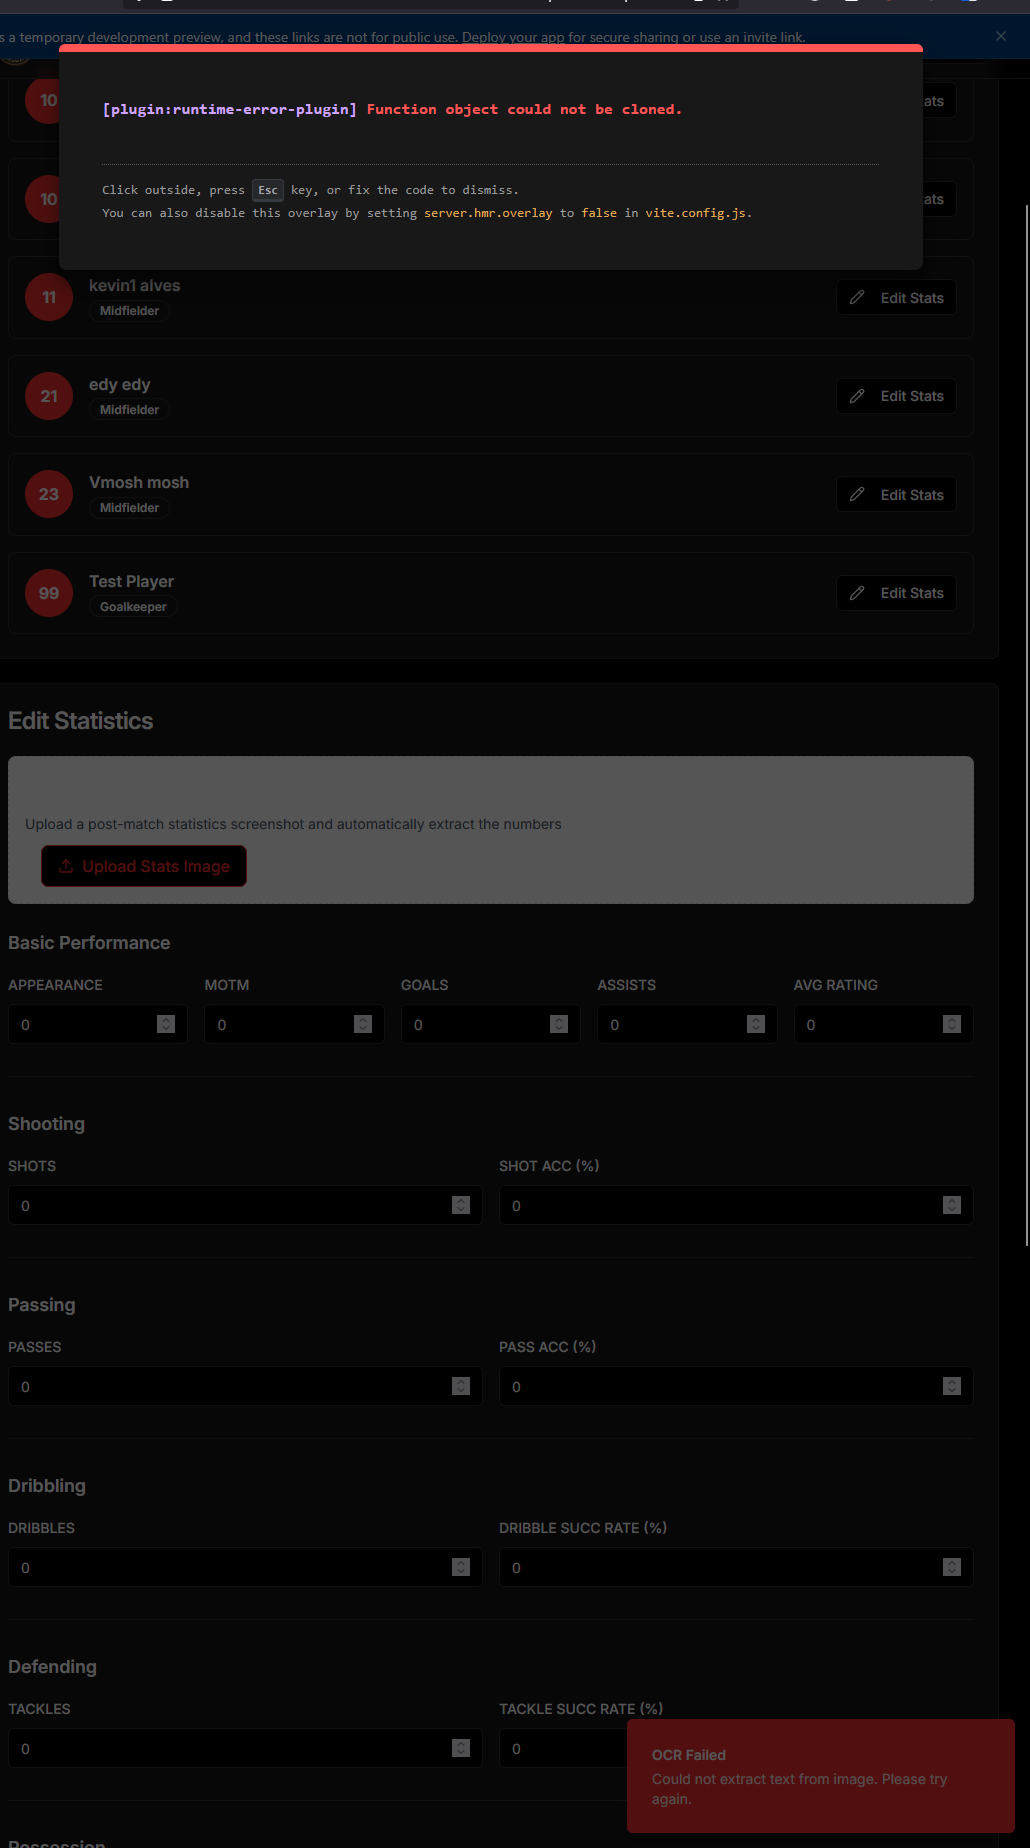 s a temporary development preview, and these links are not for public use. Deploy your app for secure sharing or use an invite link.
[plugin:runtime-error-plugin] Function object could not be cloned.
Click outside, press Esc key, or fix the code to dismiss.
You can also disable this overlay by setting server.hmr.overlay to false in vite.config.js.
10
ats
10
ats
11
kevin1 alves
Midfielder
Edit Stats
21
edy edy
Midfielder
Edit Stats
23
Vmosh mosh
Midfielder
Edit Stats
99
Test Player
Goalkeeper
Edit Stats
Edit Statistics
Upload a post-match statistics screenshot and automatically extract the numbers
Upload Stats Image
Basic Performance
APPEARANCE MOTM GOALS ASSISTS AVG RATING
0 0 0 0 0
Shooting
SHOTS SHOT ACC (%)
0 0
Passing
PASSES PASS ACC (%)
0 0
Dribbling
DRIBBLES DRIBBLE SUCC RATE (%)
0 0
Defending
TACKLES TACKLE SUCC RATE (%)
0 0
OCR Failed
Could not extract text from image. Please try
again.
Possession